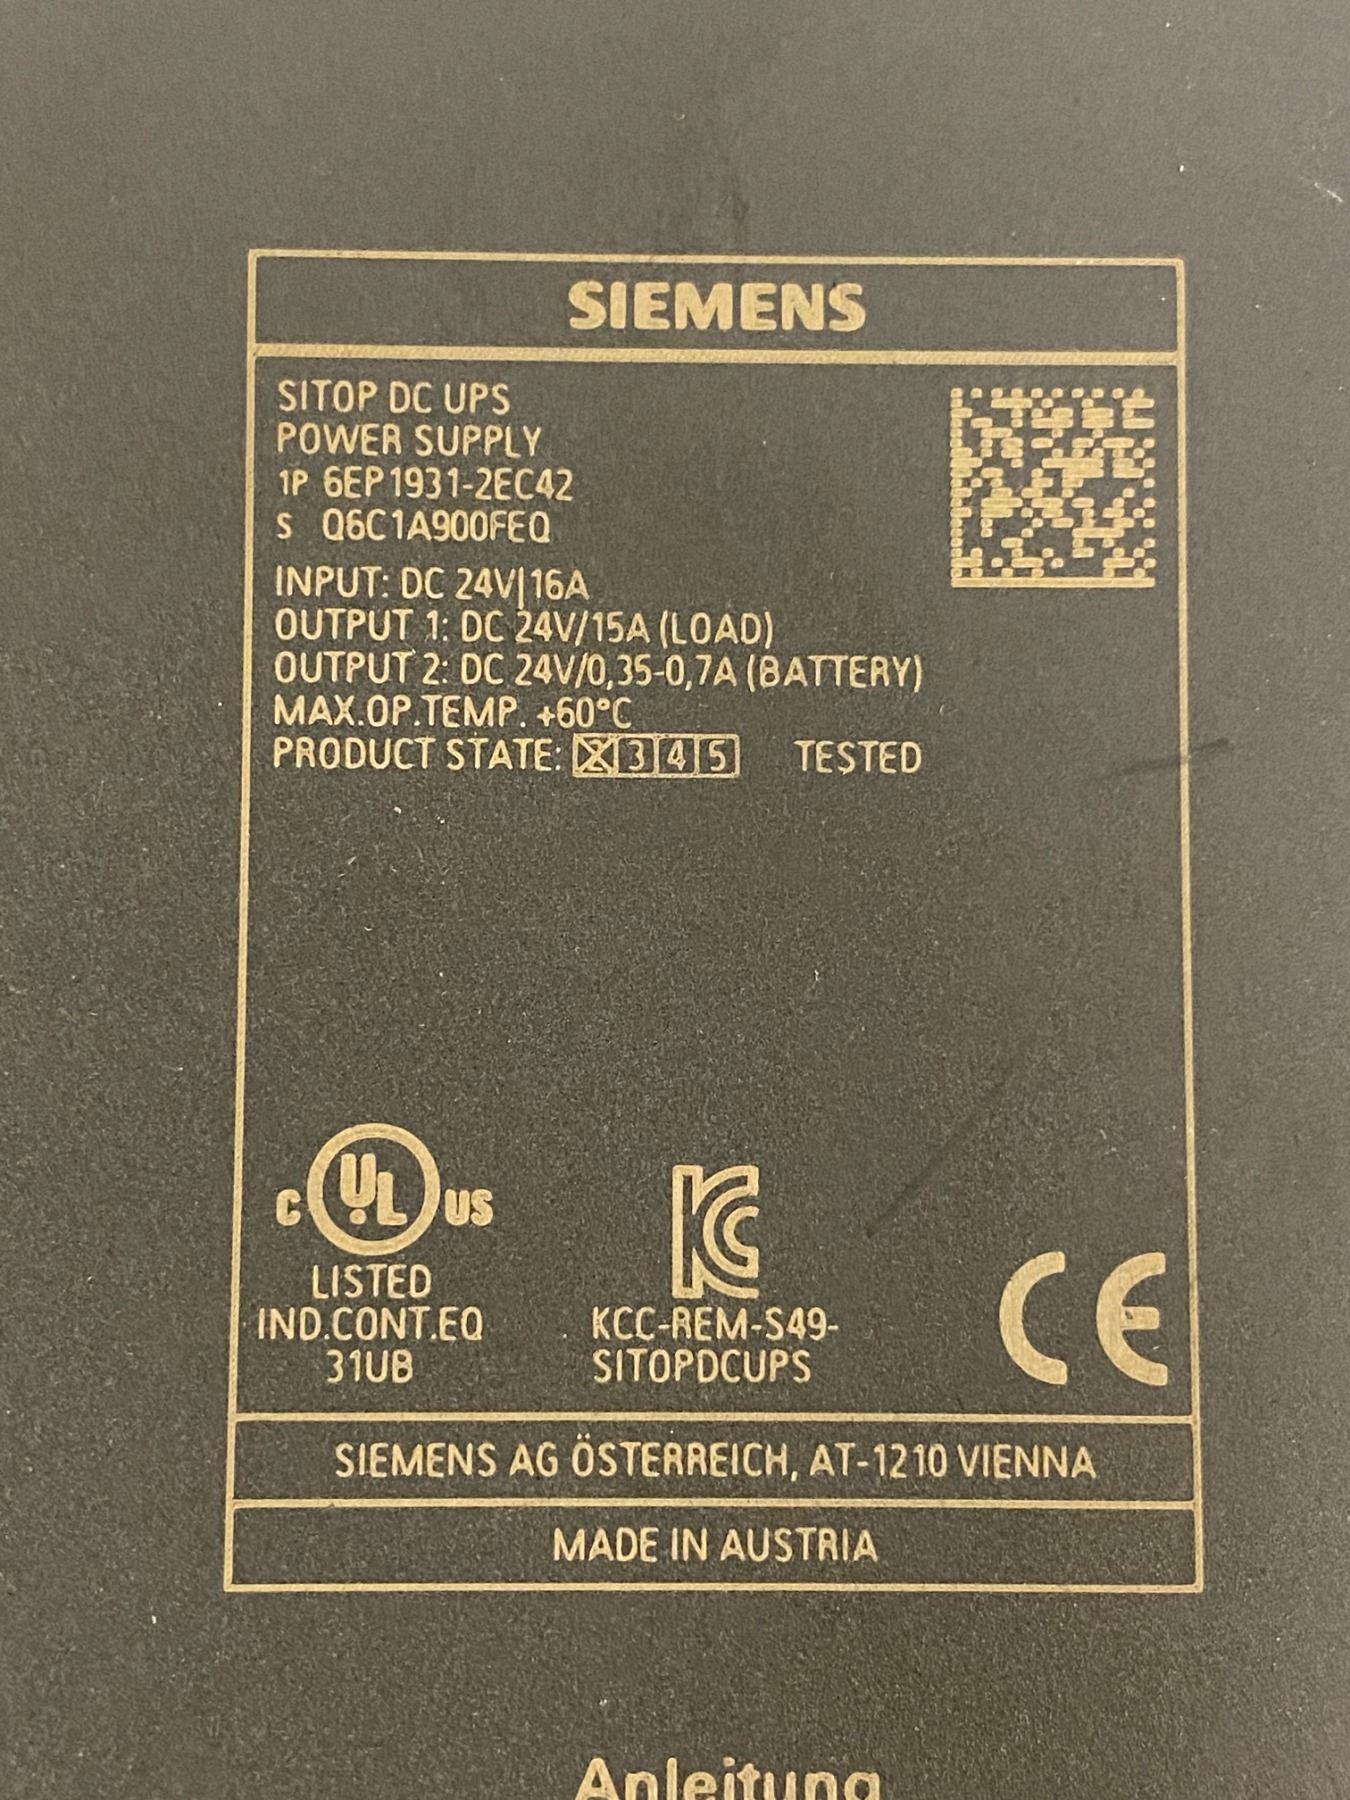 SIEMENS
SITOP DC UPS
POWER SUPPLY
1P 6EP1931-2EC42
S Q6C1A900FEQ
INPUT: DC 24V|16A
OUTPUT 1: DC 24V/15A (LOAD)
OUTPUT 2: DC 24V/0,35-0,7A (BATTERY)
MAX.OP.TEMP. +60°C
PRODUCT STATE: 2 3 4 5 TESTED
C UL US
LISTED
IND.CONT.EQ
31UB
KC
KCC-REM-S49-
SITOPDCUPS
CE
SIEMENS AG ÖSTERREICH, AT-1210 VIENNA
MADE IN AUSTRIA
Anleitung